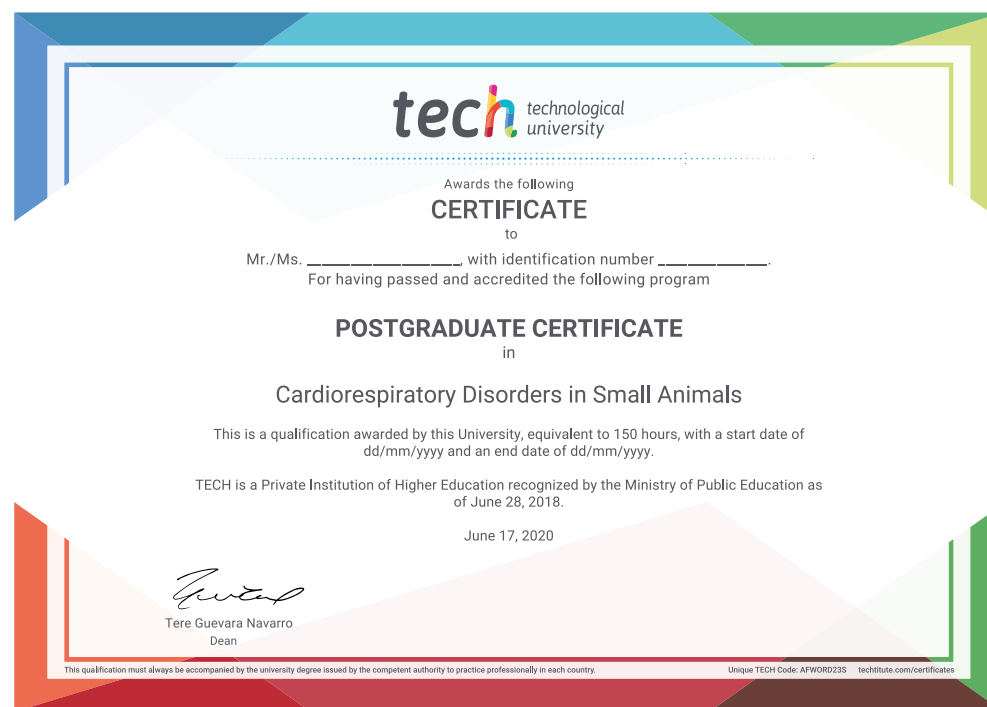 tech technological
university
Awards the following
CERTIFICATE
to
Mr./Ms. ____________________, with identification number ______________.
For having passed and accredited the following program
POSTGRADUATE CERTIFICATE
in
Cardiorespiratory Disorders in Small Animals
This is a qualification awarded by this University, equivalent to 150 hours, with a start date of
dd/mm/yyyy and an end date of dd/mm/yyyy.
TECH is a Private Institution of Higher Education recognized by the Ministry of Public Education as
of June 28, 2018.
June 17, 2020
Tere Guevara Navarro
Dean
This qualification must always be accompanied by the university degree issued by the competent authority to practice professionally in each country. Unique TECH Code: AFWORD23S techtitute.com/certificates